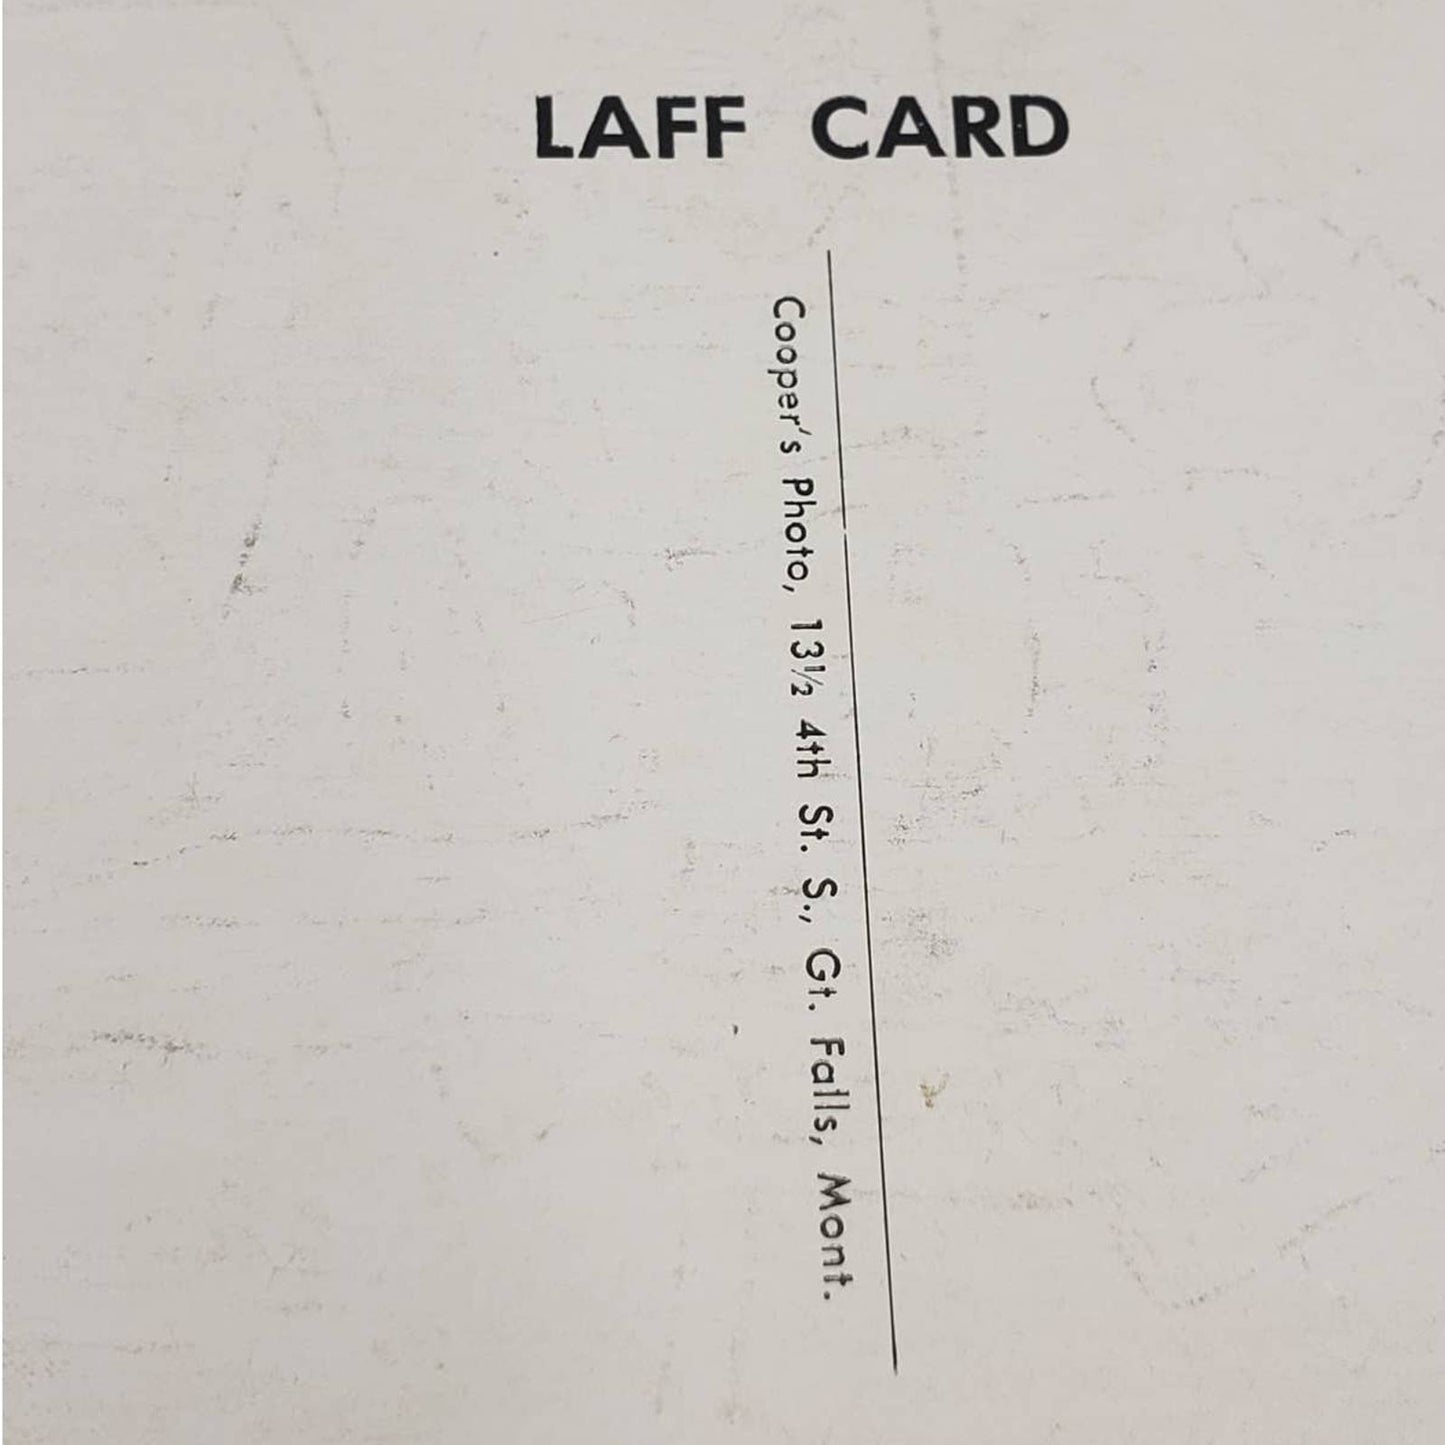 LAFF CARD
Cooper's Photo, 13½ 4th St. S., Gt. Falls, Mont.